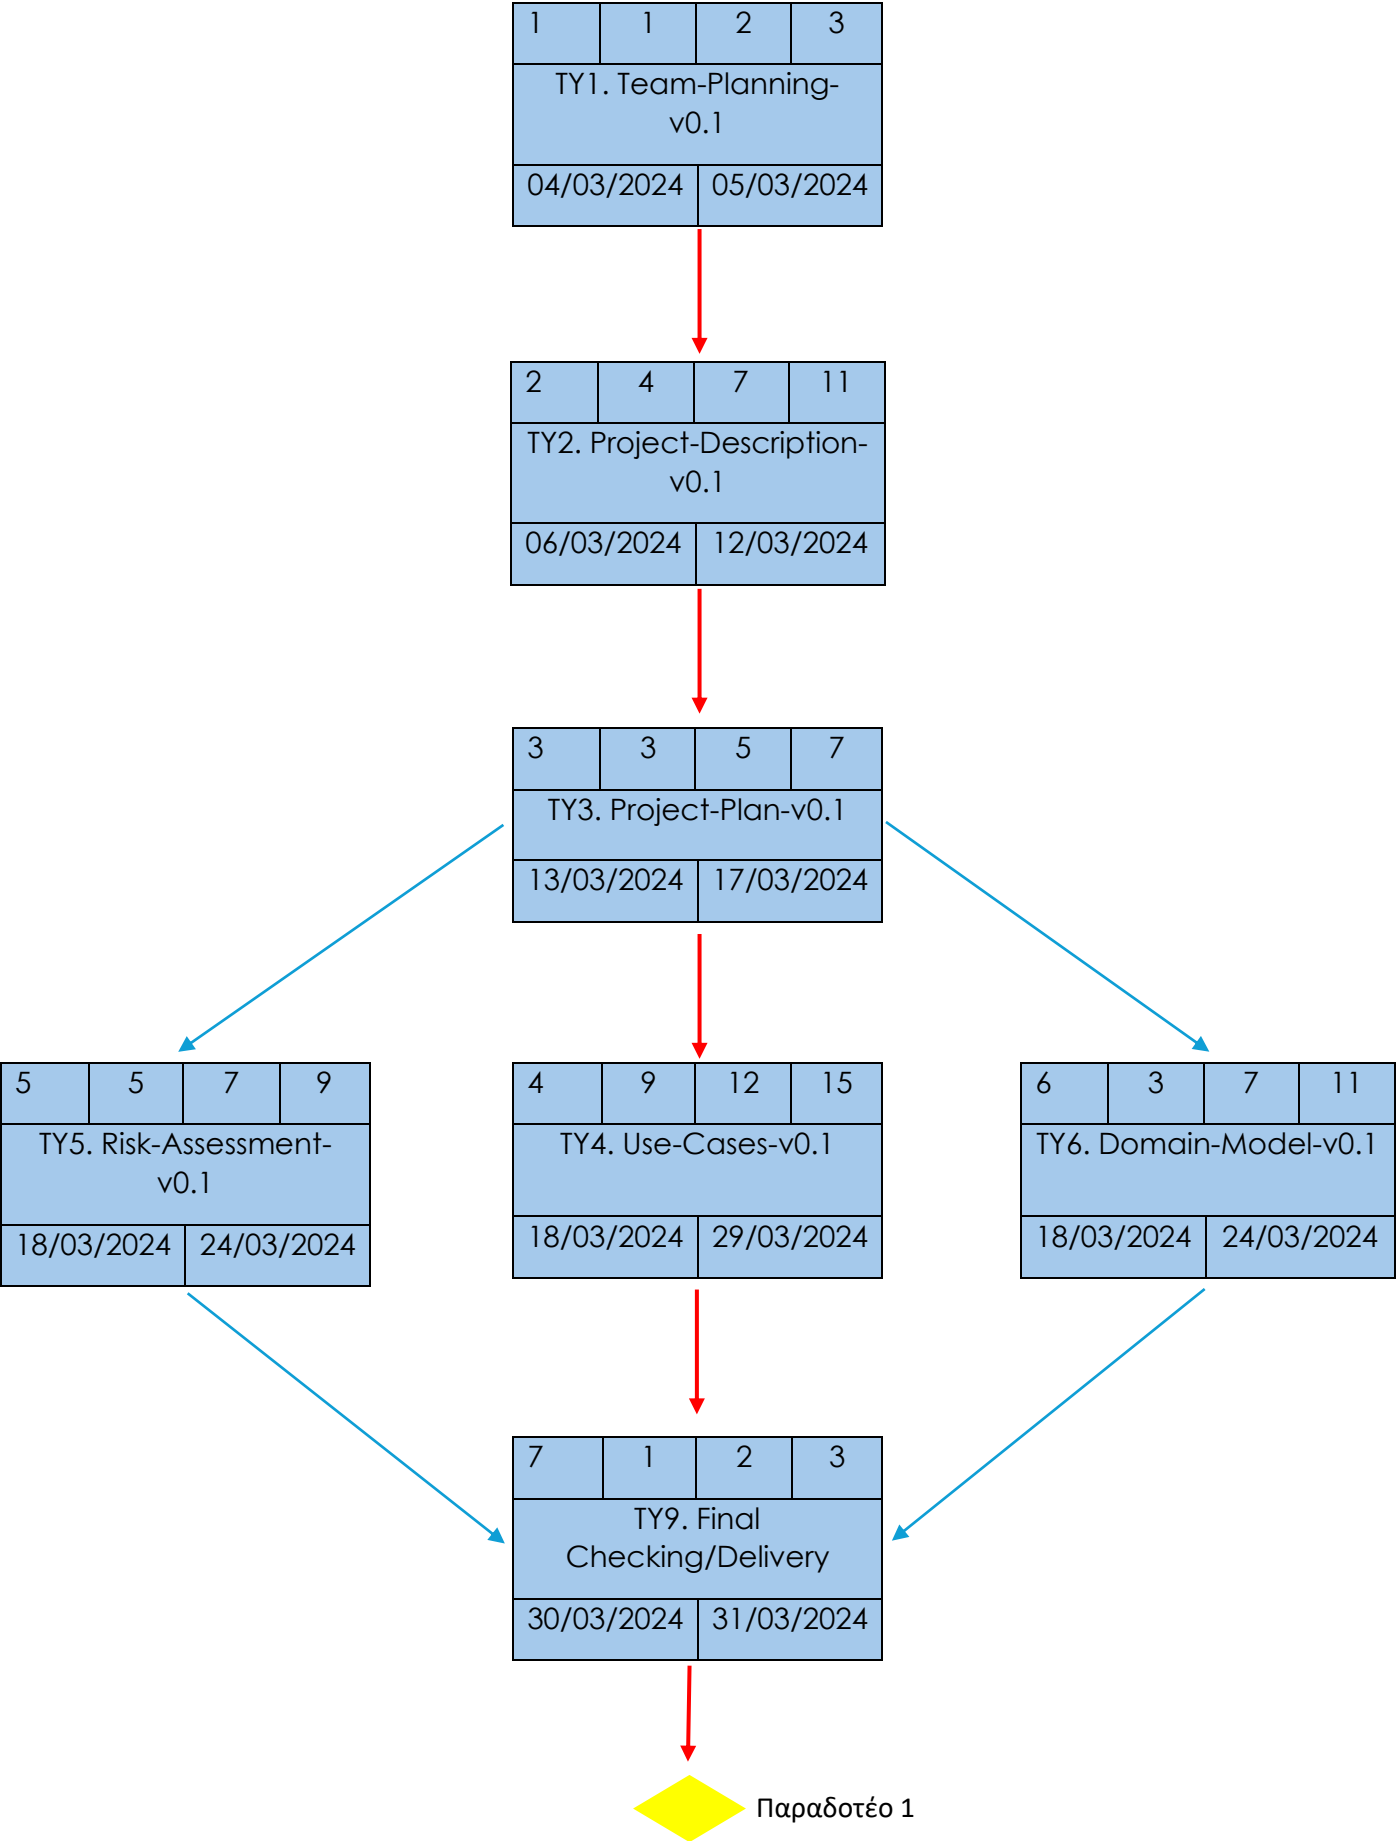 1 1 2 3
TY1. Team-Planning-
v0.1
04/03/2024 05/03/2024
2 4 7 11
TY2. Project-Description-
v0.1
06/03/2024 12/03/2024
3 3 5 7
TY3. Project-Plan-v0.1
13/03/2024 17/03/2024
5 5 7 9
TY5. Risk-Assessment-
v0.1
18/03/2024 24/03/2024
4 9 12 15
TY4. Use-Cases-v0.1
18/03/2024 29/03/2024
6 3 7 11
TY6. Domain-Model-v0.1
18/03/2024 24/03/2024
7 1 2 3
TY9. Final
Checking/Delivery
30/03/2024 31/03/2024
Παραδοτέο 1